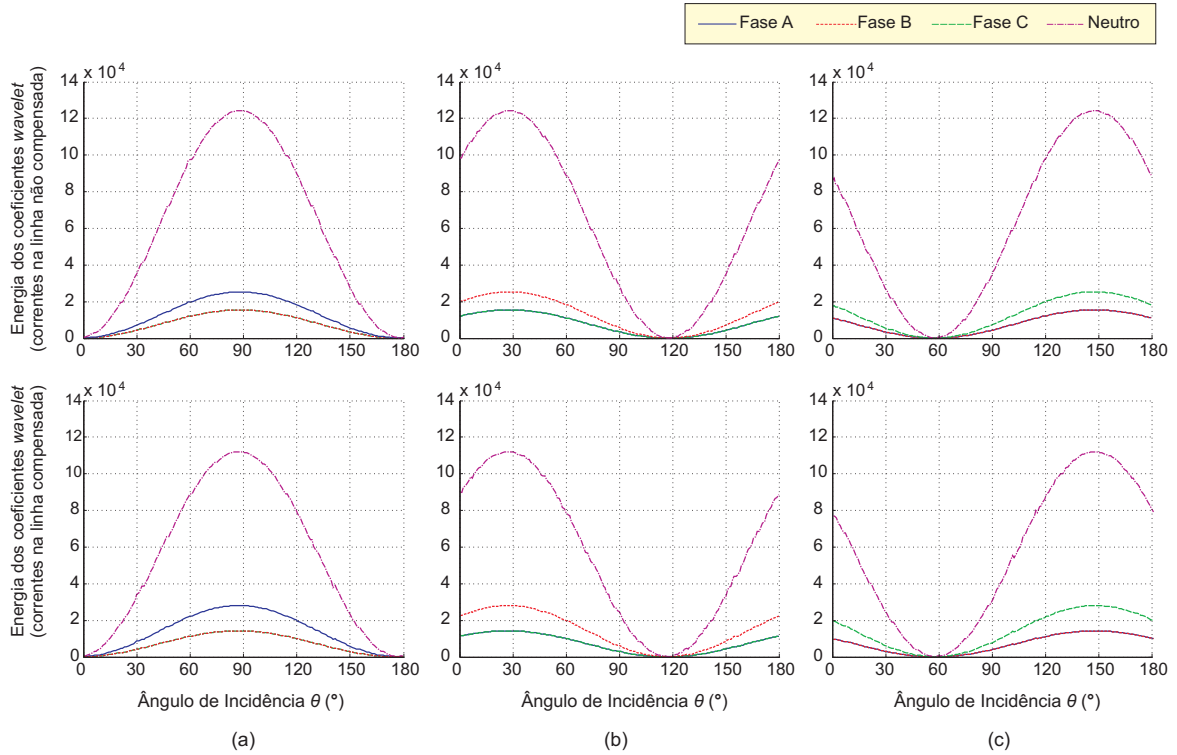 Fase A Fase B Fase C Neutro
Energia dos coeficientes wavelet
(correntes na linha não compensada)
x 10 4
14
12
10
8
6
4
2
0
0 30 60 90 120 150 180
x 10 4
14
12
10
8
6
4
2
0
0 30 60 90 120 150 180
x 10 4
14
12
10
8
6
4
2
0
0 30 60 90 120 150 180
Energia dos coeficientes wavelet
(correntes na linha compensada)
x 10 4
14
12
10
8
6
4
2
0
0 30 60 90 120 150 180
Ângulo de Incidência θ (°)
(a)
x 10 4
14
12
10
8
6
4
2
0
0 30 60 90 120 150 180
Ângulo de Incidência θ (°)
(b)
x 10 4
14
12
10
8
6
4
2
0
0 30 60 90 120 150 180
Ângulo de Incidência θ (°)
(c)